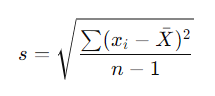 s = √(∑(xᵢ − X̄)² / (n − 1))